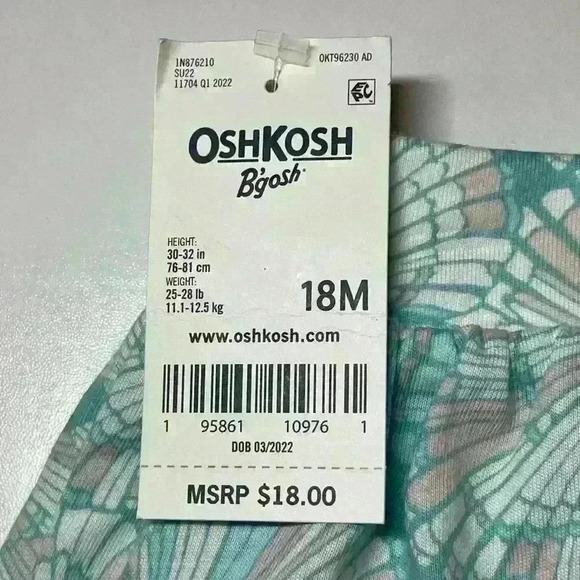 1N876210
OKT96230 AD
SU22
11704 Q1 2022
EPC
OSHKOSH
B'gosh
HEIGHT:
30-32 in
76-81 cm
WEIGHT:
25-28 lb
11.1-12.5 kg
18M
www.oshkosh.com
1 95861 10976 1
DOB 03/2022
MSRP $18.00